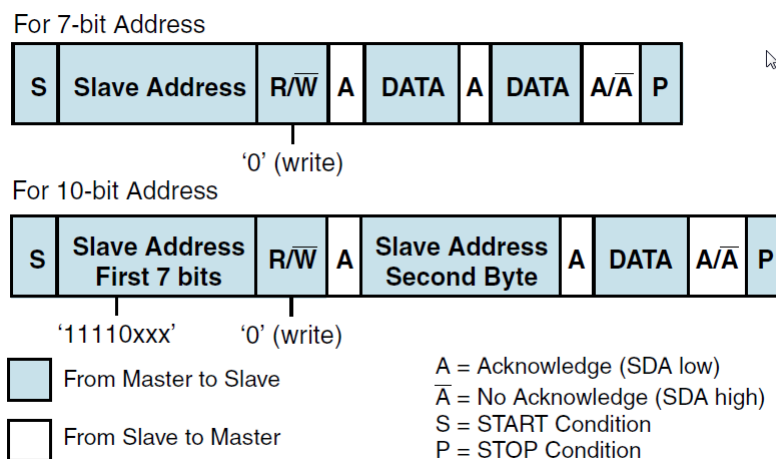 For 7-bit Address
S Slave Address R/W̅ A DATA A DATA A/A̅ P
‘0’ (write)
For 10-bit Address
S Slave Address First 7 bits R/W̅ A Slave Address Second Byte A DATA A/A̅ P
‘11110xxx’ ‘0’ (write)
From Master to Slave
From Slave to Master
A = Acknowledge (SDA low)
A̅ = No Acknowledge (SDA high)
S = START Condition
P = STOP Condition